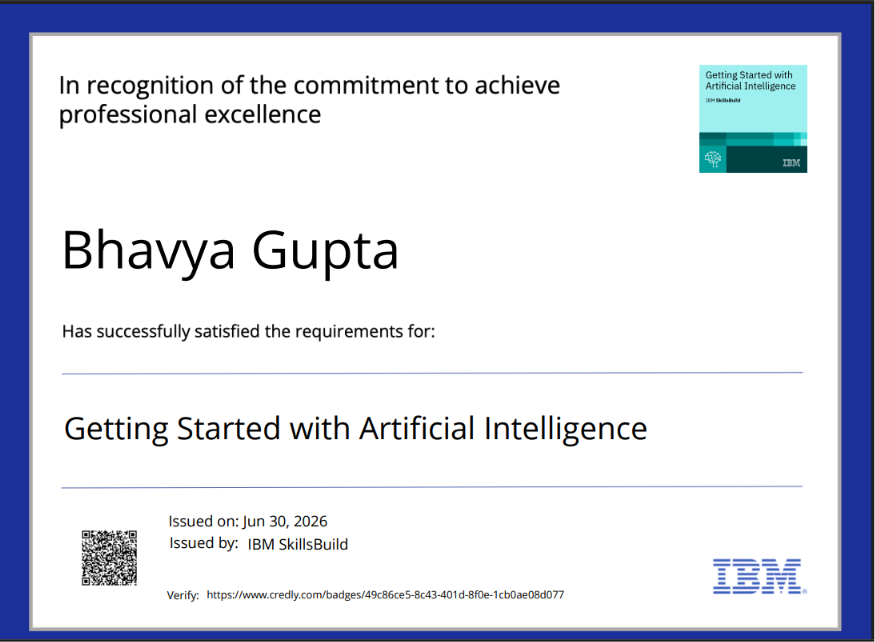 In recognition of the commitment to achieve
professional excellence
Getting Started with
Artificial Intelligence
IBM SkillsBuild
IBM
Bhavya Gupta
Has successfully satisfied the requirements for:
Getting Started with Artificial Intelligence
Issued on: Jun 30, 2026
Issued by: IBM SkillsBuild
Verify: https://www.credly.com/badges/49c86ce5-8c43-401d-8f0e-1cb0ae08d077
IBM®